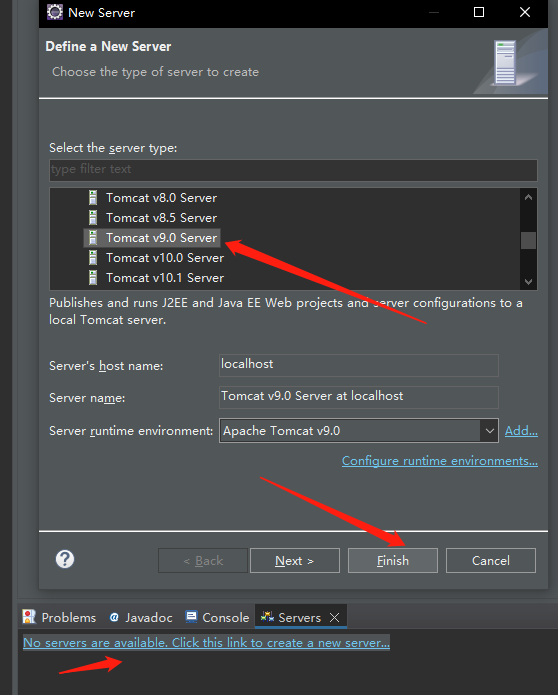 New Server
Define a New Server
Choose the type of server to create
Select the server type:
type filter text
Tomcat v8.0 Server
Tomcat v8.5 Server
Tomcat v9.0 Server
Tomcat v10.0 Server
Tomcat v10.1 Server
Publishes and runs J2EE and Java EE Web projects and server configurations to a
local Tomcat server.
Server's host name: localhost
Server name: Tomcat v9.0 Server at localhost
Server runtime environment: Apache Tomcat v9.0 Add...
Configure runtime environments...
? < Back Next > Finish Cancel
Problems @ Javadoc Console Servers
No servers are available. Click this link to create a new server...